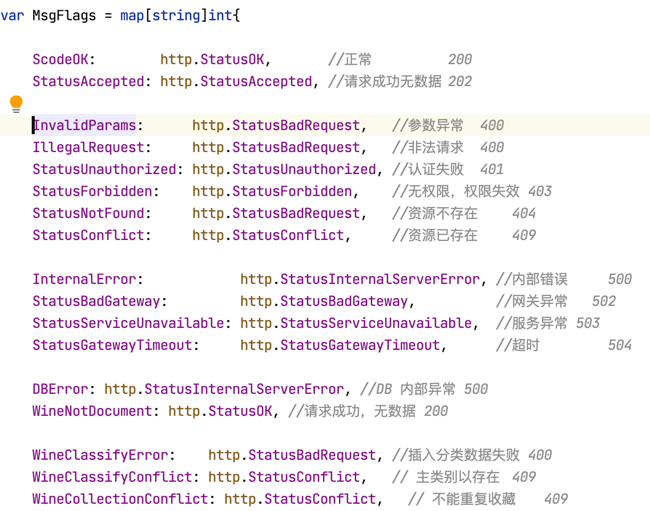 var MsgFlags = map[string]int{
ScodeOK: http.StatusOK, //正常 200
StatusAccepted: http.StatusAccepted, //请求成功无数据 202
InvalidParams: http.StatusBadRequest, //参数异常 400
IllegalRequest: http.StatusBadRequest, //非法请求 400
StatusUnauthorized: http.StatusUnauthorized, //认证失败 401
StatusForbidden: http.StatusForbidden, //无权限，权限失效 403
StatusNotFound: http.StatusBadRequest, //资源不存在 404
StatusConflict: http.StatusConflict, //资源已存在 409
InternalError: http.StatusInternalServerError, //内部错误 500
StatusBadGateway: http.StatusBadGateway, //网关异常 502
StatusServiceUnavailable: http.StatusServiceUnavailable, //服务异常 503
StatusGatewayTimeout: http.StatusGatewayTimeout, //超时 504
DBError: http.StatusInternalServerError, //DB 内部异常 500
WineNotDocument: http.StatusOK, //请求成功，无数据 200
WineClassifyError: http.StatusBadRequest, //插入分类数据失败 400
WineClassifyConflict: http.StatusConflict, // 主类别以存在 409
WineCollectionConflict: http.StatusConflict, // 不能重复收藏 409